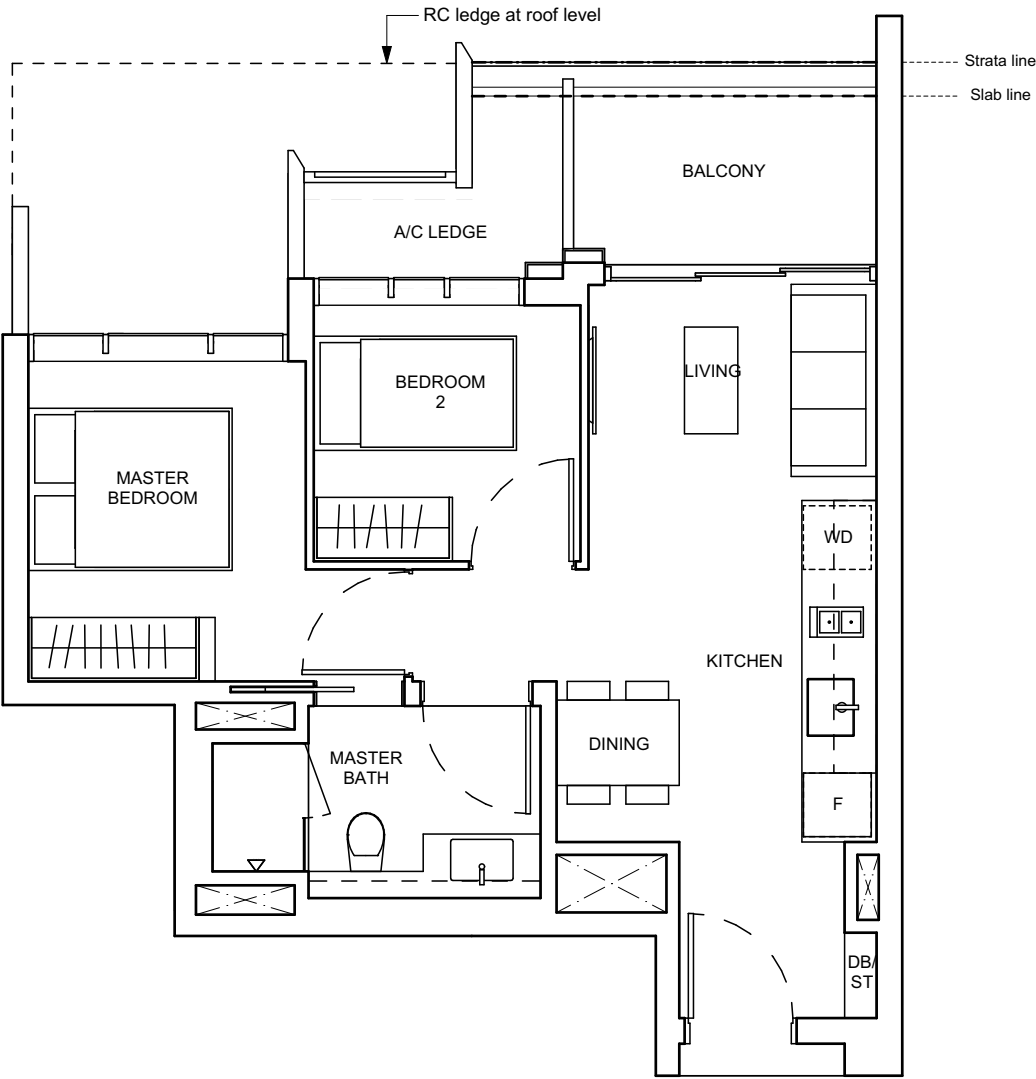 RC ledge at roof level
Strata line
Slab line
BALCONY
A/C LEDGE
LIVING
BEDROOM
2
MASTER
BEDROOM
WD
KITCHEN
DINING
MASTER
BATH
F
DB/
ST